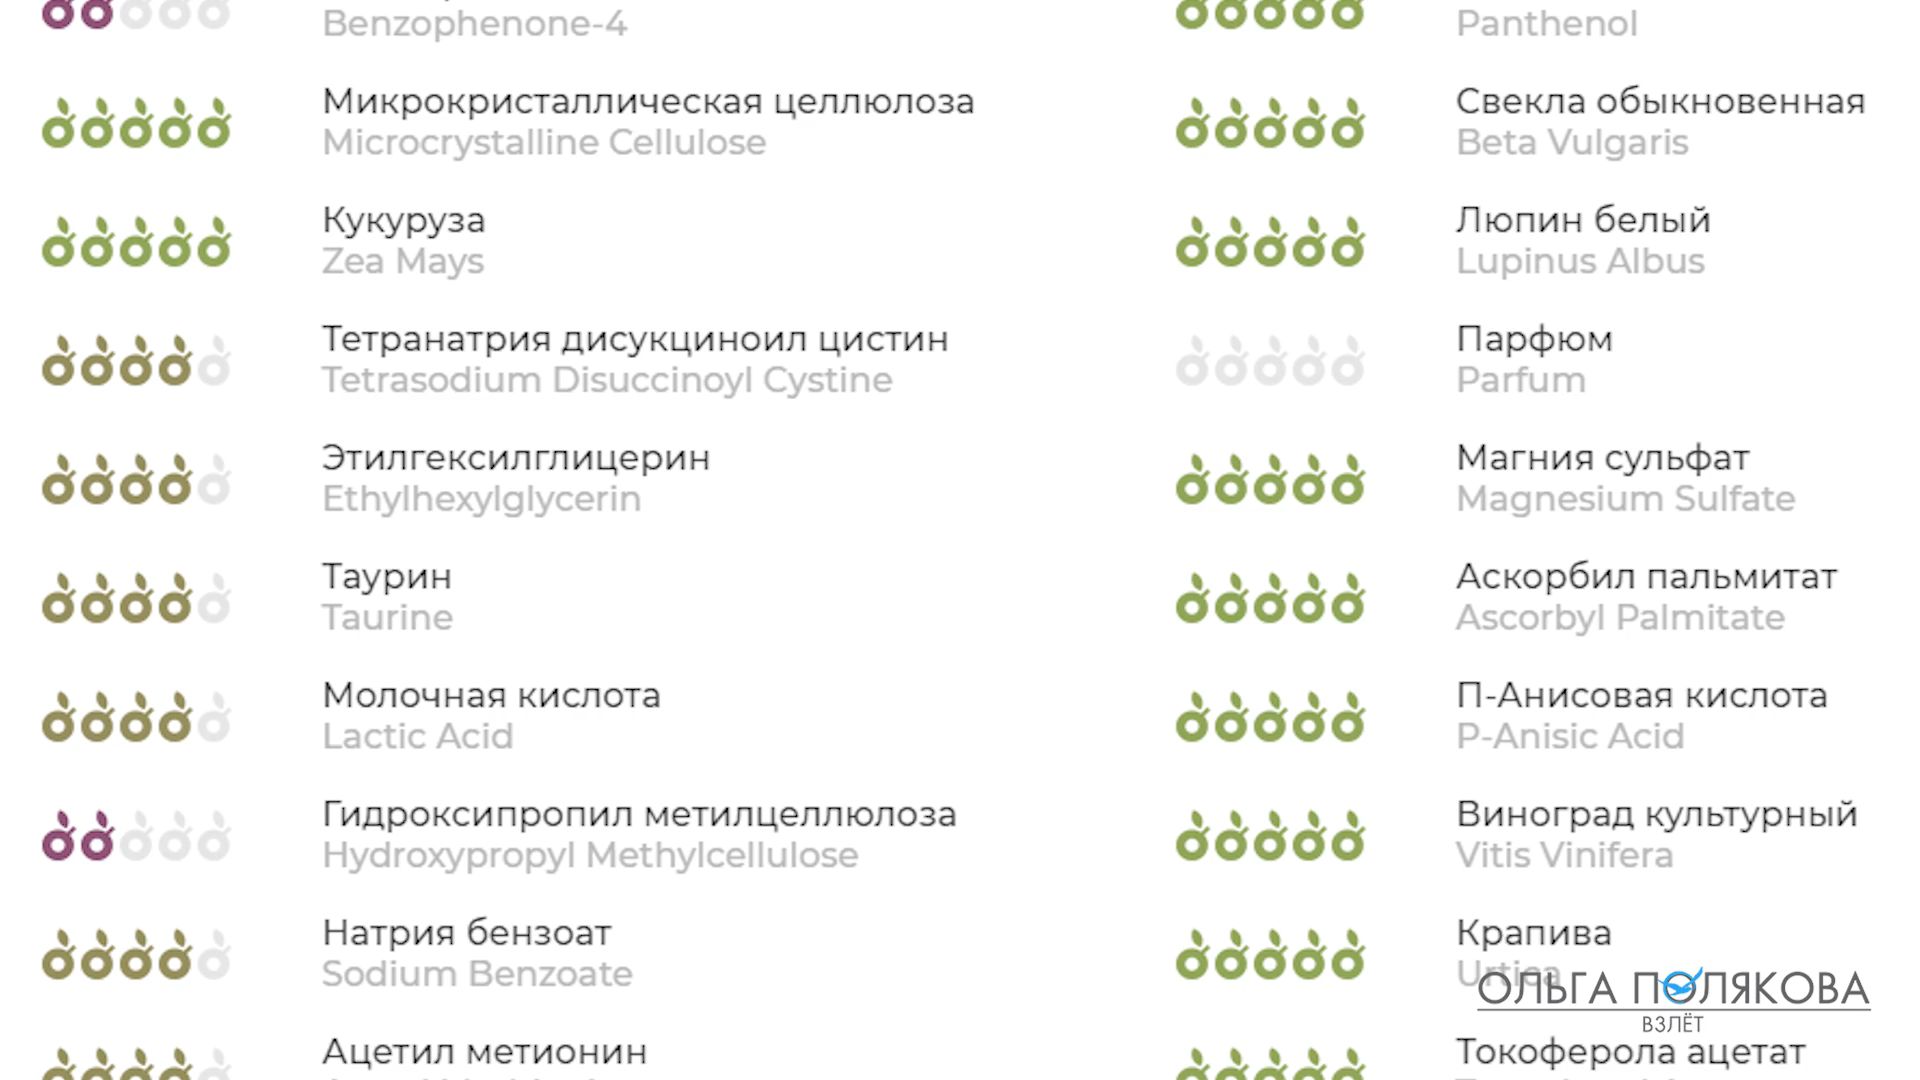 Benzophenone-4
Микрокристаллическая целлюлоза
Microcrystalline Cellulose
Кукуруза
Zea Mays
Тетранатрия дисукциноил цистин
Tetrasodium Disuccinoyl Cystine
Этилгексилглицерин
Ethylhexylglycerin
Таурин
Taurine
Молочная кислота
Lactic Acid
Гидроксипропил метилцеллюлоза
Hydroxypropyl Methylcellulose
Натрия бензоат
Sodium Benzoate
Ацетил метионин
Panthenol
Свекла обыкновенная
Beta Vulgaris
Люпин белый
Lupinus Albus
Парфюм
Parfum
Магния сульфат
Magnesium Sulfate
Аскорбил пальмитат
Ascorbyl Palmitate
П-Анисовая кислота
P-Anisic Acid
Виноград культурный
Vitis Vinifera
Крапива
Urtica
ОЛЬГА ПОЛЯКОВА
ВЗЛЁТ
Токоферола ацетат